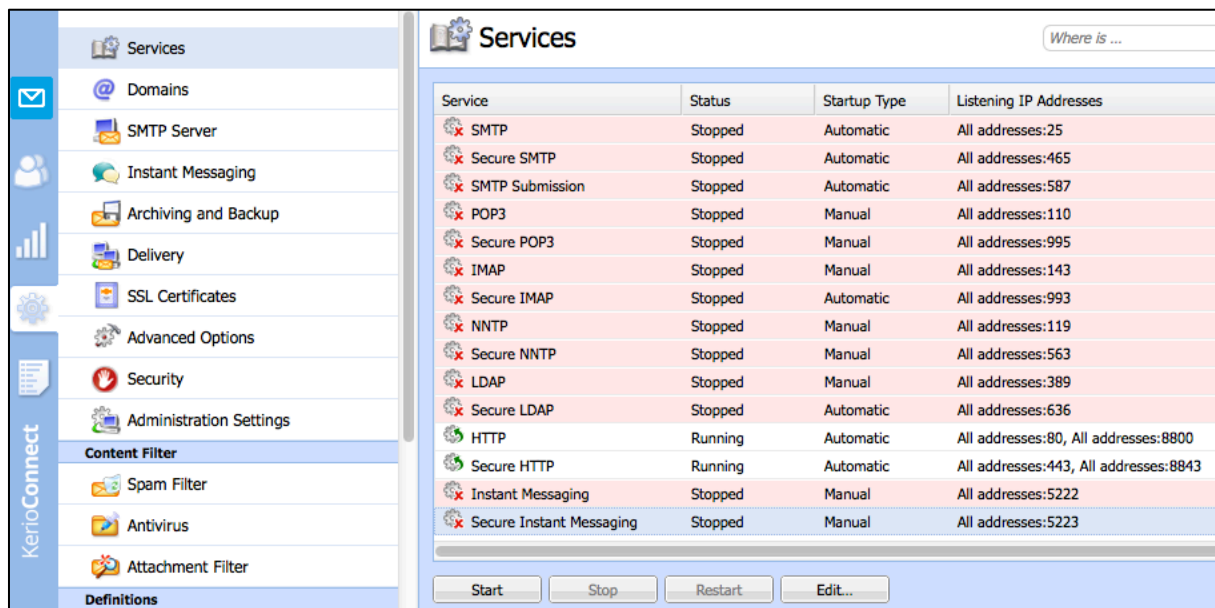 Services
Domains
SMTP Server
Instant Messaging
Archiving and Backup
Delivery
SSL Certificates
Advanced Options
Security
Administration Settings
Content Filter
Spam Filter
Antivirus
Attachment Filter
Definitions
KerioConnect
Services
Where is ...
Service Status Startup Type Listening IP Addresses
SMTP Stopped Automatic All addresses:25
Secure SMTP Stopped Automatic All addresses:465
SMTP Submission Stopped Automatic All addresses:587
POP3 Stopped Manual All addresses:110
Secure POP3 Stopped Manual All addresses:995
IMAP Stopped Manual All addresses:143
Secure IMAP Stopped Automatic All addresses:993
NNTP Stopped Manual All addresses:119
Secure NNTP Stopped Manual All addresses:563
LDAP Stopped Manual All addresses:389
Secure LDAP Stopped Automatic All addresses:636
HTTP Running Automatic All addresses:80, All addresses:8800
Secure HTTP Running Automatic All addresses:443, All addresses:8843
Instant Messaging Stopped Manual All addresses:5222
Secure Instant Messaging Stopped Manual All addresses:5223
Start Stop Restart Edit...